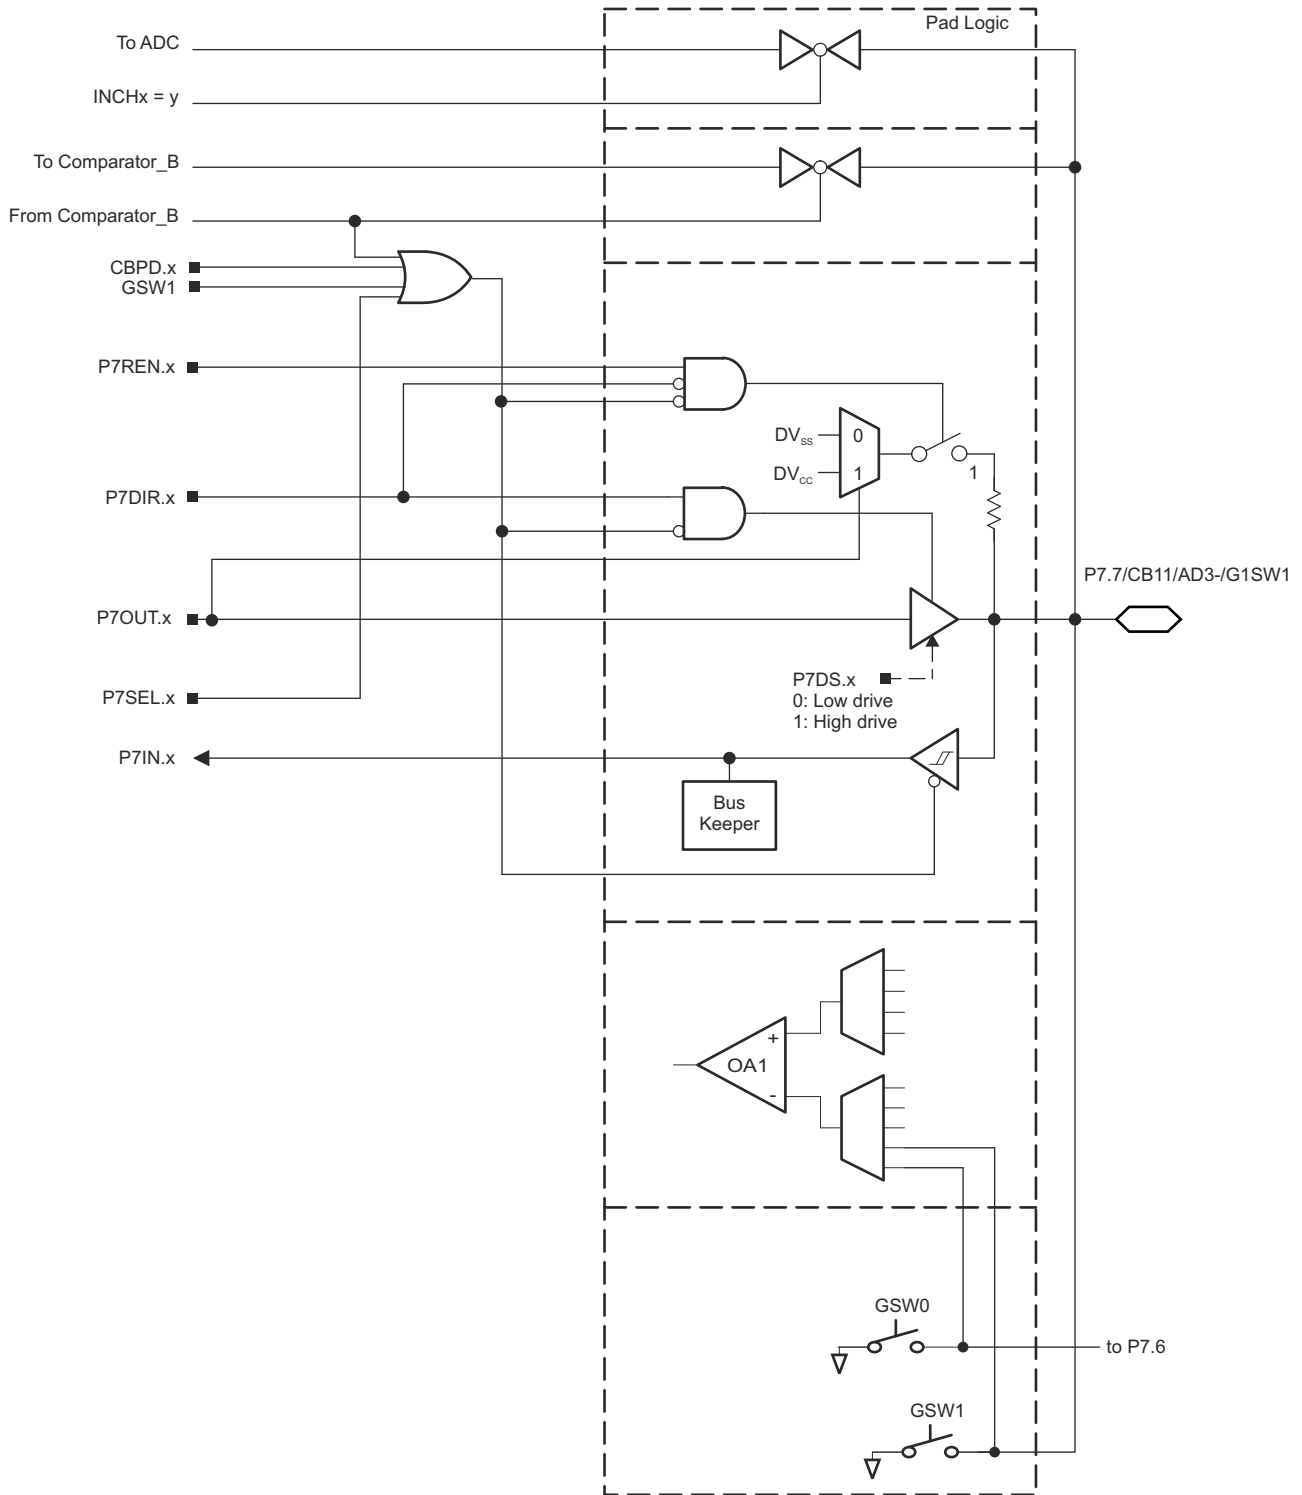 Pad Logic
To ADC
INCHx = y
To Comparator_B
From Comparator_B
CBPD.x
GSW1
P7REN.x
DVSS
0
DVCC
1
1
P7DIR.x
P7.7/CB11/AD3-/G1SW1
P7OUT.x
P7DS.x
0: Low drive
1: High drive
P7SEL.x
P7IN.x
Bus
Keeper
+
OA1
-
GSW0
to P7.6
GSW1